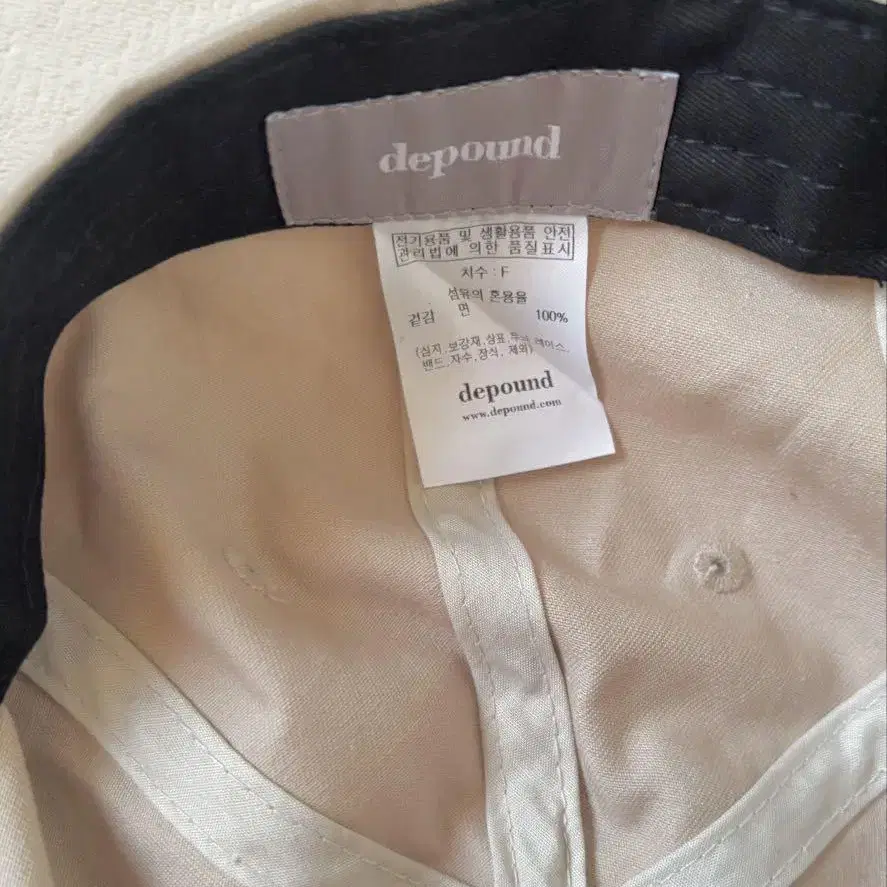 depound
전기용품 및 생활용품 안전
관리법에 의한 품질표시
치수 : F
섬유의 혼용율
겉감 면 100%
(심지,보강재,상표,투습,레이스,
밴드,자수,장식, 제외)
depound
www.depound.com